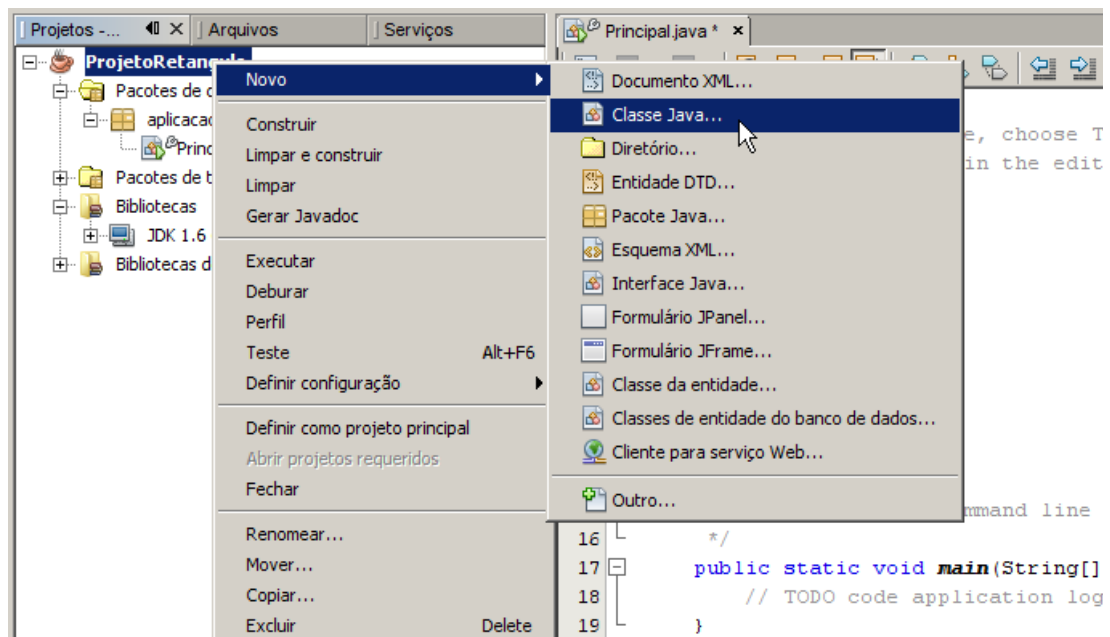 Projetos -...
Arquivos
Serviços
Principal.java *
ProjetoRetangulo
Pacotes de
aplicacao
Princ
Pacotes de t
Bibliotecas
JDK 1.6
Bibliotecas d
Novo
Construir
Limpar e construir
Limpar
Gerar Javadoc
Executar
Deburar
Perfil
Teste Alt+F6
Definir configuração
Definir como projeto principal
Abrir projetos requeridos
Fechar
Renomear...
Mover...
Copiar...
Excluir Delete
Documento XML...
Classe Java...
Diretório...
Entidade DTD...
Pacote Java...
Esquema XML...
Interface Java...
Formulário JPanel...
Formulário JFrame...
Classe da entidade...
Classes de entidade do banco de dados...
Cliente para serviço Web...
Outro...
e, choose T
in the edit
mmand line
16 */
17 public static void main(String[]
18 // TODO code application log
19 }